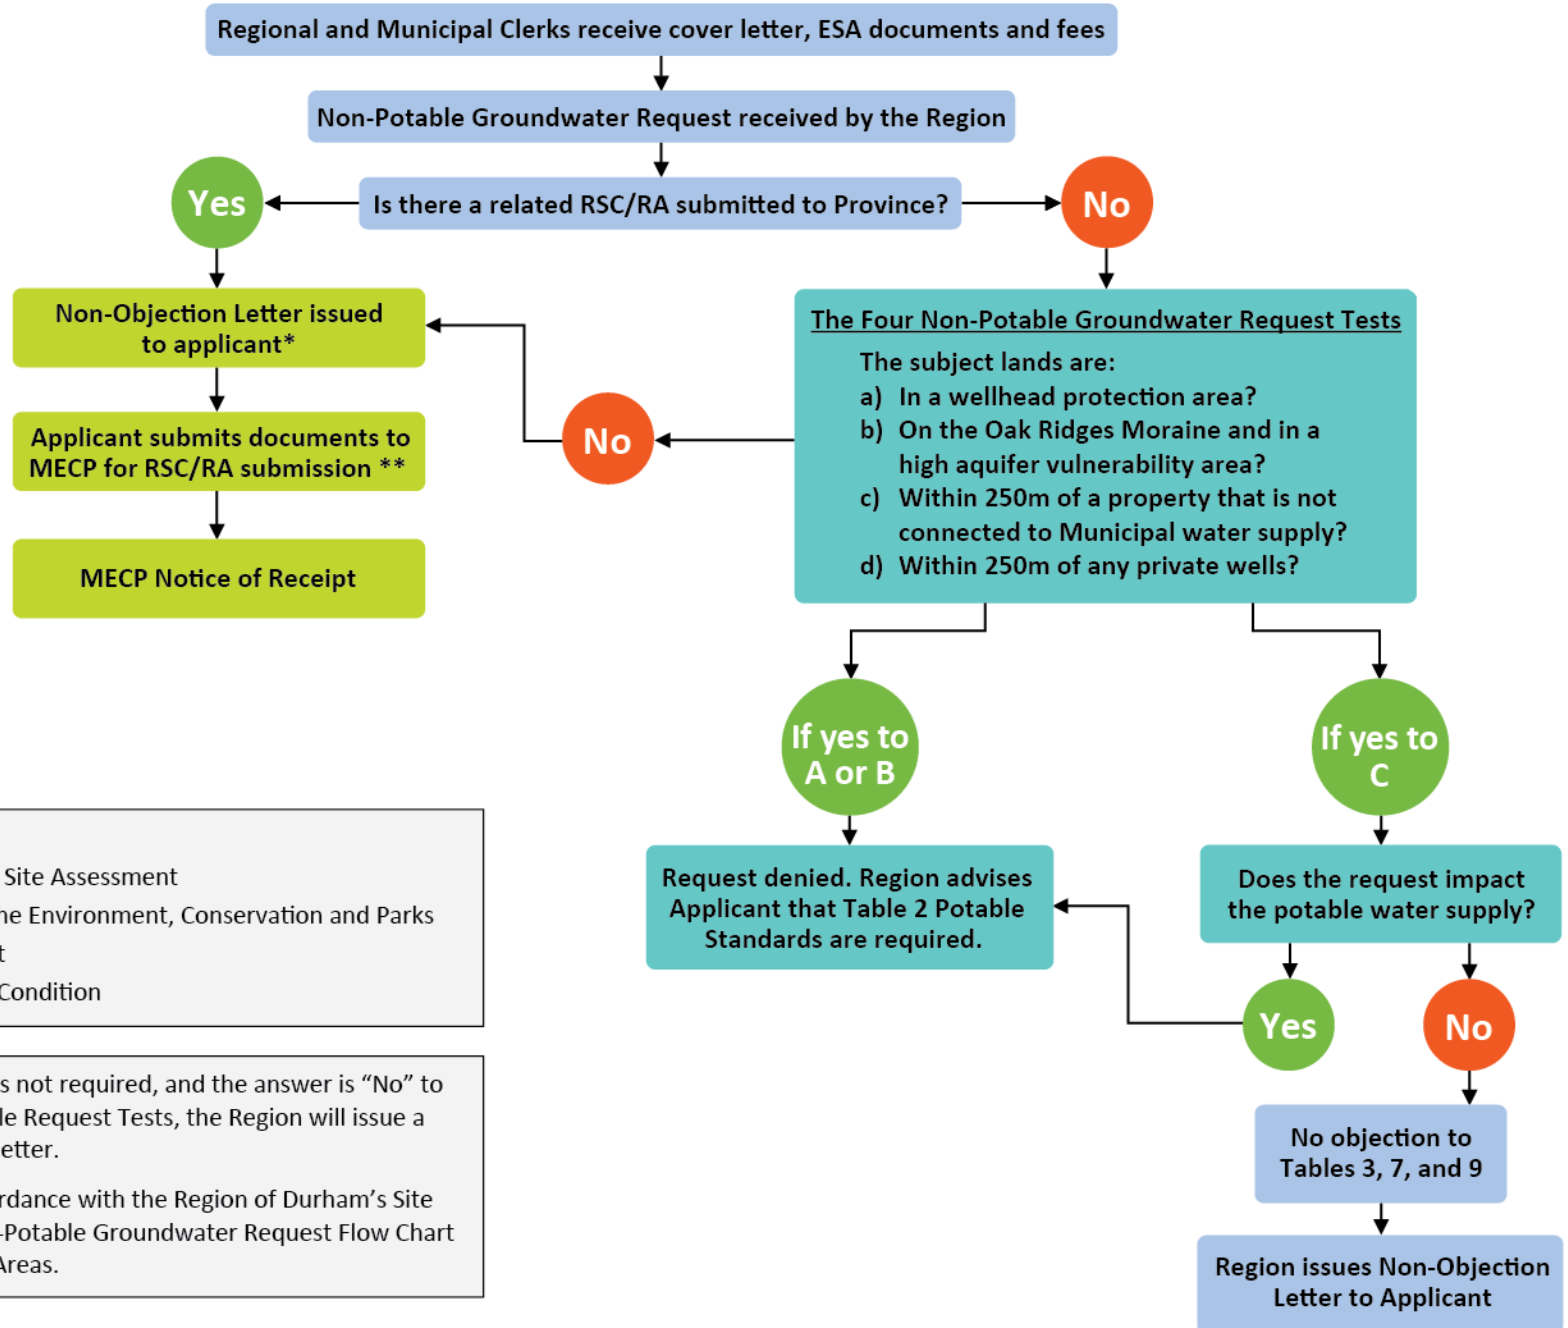 Regional and Municipal Clerks receive cover letter, ESA documents and fees
Non-Potable Groundwater Request received by the Region
Is there a related RSC/RA submitted to Province?
Yes
No
Non-Objection Letter issued
to applicant*
Applicant submits documents to
MECP for RSC/RA submission **
MECP Notice of Receipt
No
The Four Non-Potable Groundwater Request Tests
The subject lands are:
a) In a wellhead protection area?
b) On the Oak Ridges Moraine and in a
high aquifer vulnerability area?
c) Within 250m of a property that is not
connected to Municipal water supply?
d) Within 250m of any private wells?
If yes to
A or B
If yes to
C
Request denied. Region advises
Applicant that Table 2 Potable
Standards are required.
Does the request impact
the potable water supply?
Yes
No
No objection to
Tables 3, 7, and 9
Region issues Non-Objection
Letter to Applicant
Site Assessment
he Environment, Conservation and Parks
t
Condition
s not required, and the answer is “No” to
le Request Tests, the Region will issue a
etter.
rdance with the Region of Durham’s Site
-Potable Groundwater Request Flow Chart
Areas.